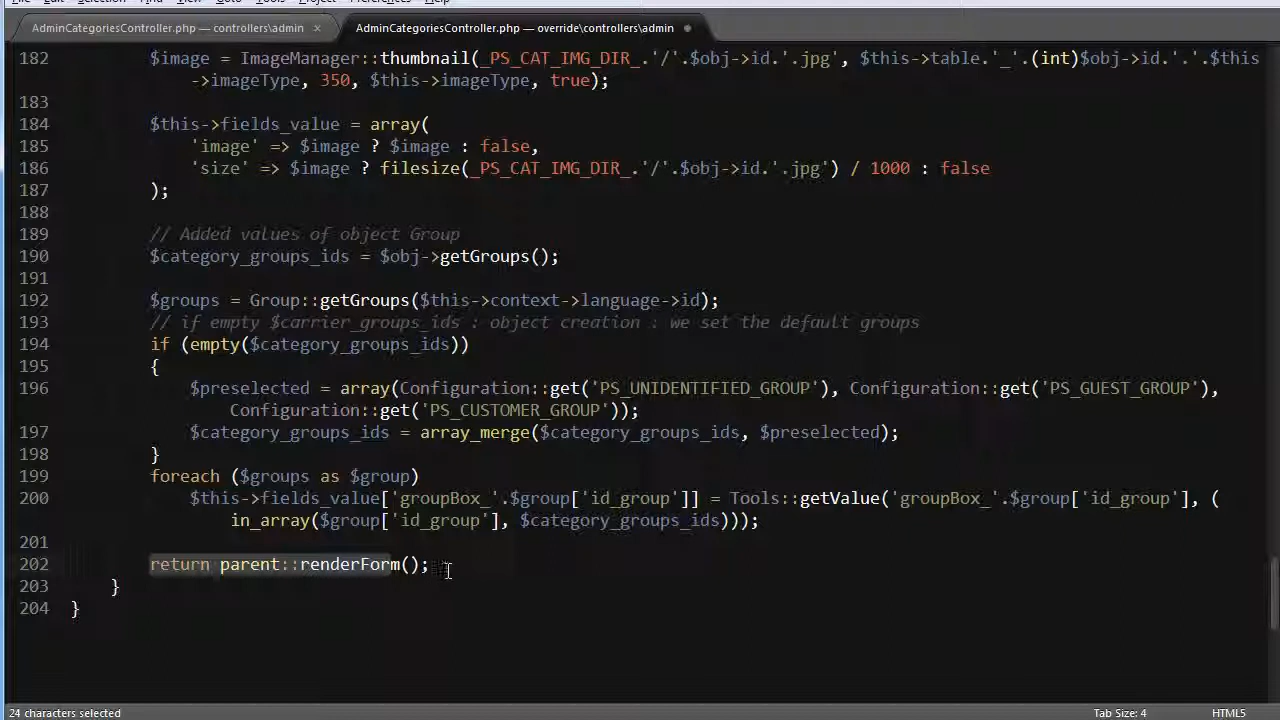 AdminCategoriesController.php — controllers\admin × AdminCategoriesController.php — override\controllers\admin
182 $image = ImageManager::thumbnail(_PS_CAT_IMG_DIR_.'/'.$obj->id.'.jpg', $this->table.'_'.(int)$obj->id.'.'.$this
->imageType, 350, $this->imageType, true);
183
184 $this->fields_value = array(
185 'image' => $image ? $image : false,
186 'size' => $image ? filesize(_PS_CAT_IMG_DIR_.'/'.$obj->id.'.jpg') / 1000 : false
187 );
188
189 // Added values of object Group
190 $category_groups_ids = $obj->getGroups();
191
192 $groups = Group::getGroups($this->context->language->id);
193 // if empty $carrier_groups_ids : object creation : we set the default groups
194 if (empty($category_groups_ids))
195 {
196 $preselected = array(Configuration::get('PS_UNIDENTIFIED_GROUP'), Configuration::get('PS_GUEST_GROUP'),
Configuration::get('PS_CUSTOMER_GROUP'));
197 $category_groups_ids = array_merge($category_groups_ids, $preselected);
198 }
199 foreach ($groups as $group)
200 $this->fields_value['groupBox_'.$group['id_group']] = Tools::getValue('groupBox_'.$group['id_group'], (
in_array($group['id_group'], $category_groups_ids)));
201
202 return parent::renderForm();
203 }
204 }
24 characters selected Tab Size: 4 HTML5